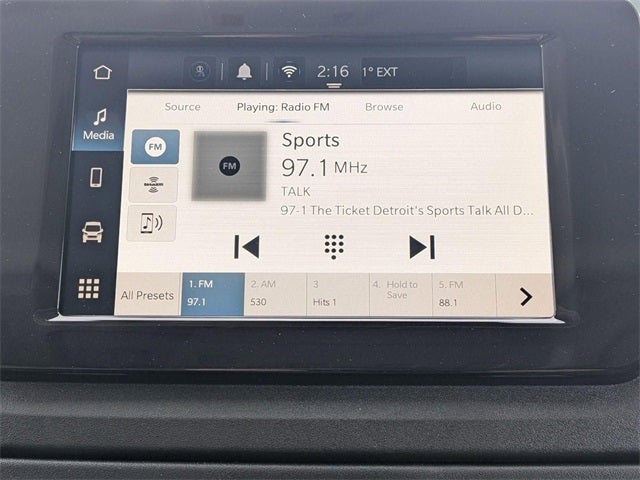 2:16 1° EXT
Source Playing: Radio FM Browse Audio
Media
FM
FM
Sports
97.1 MHz
TALK
97-1 The Ticket Detroit's Sports Talk All D...
SiriusXM
All Presets
1. FM
97.1
2. AM
530
3
Hits 1
4. Hold to
Save
5. FM
88.1